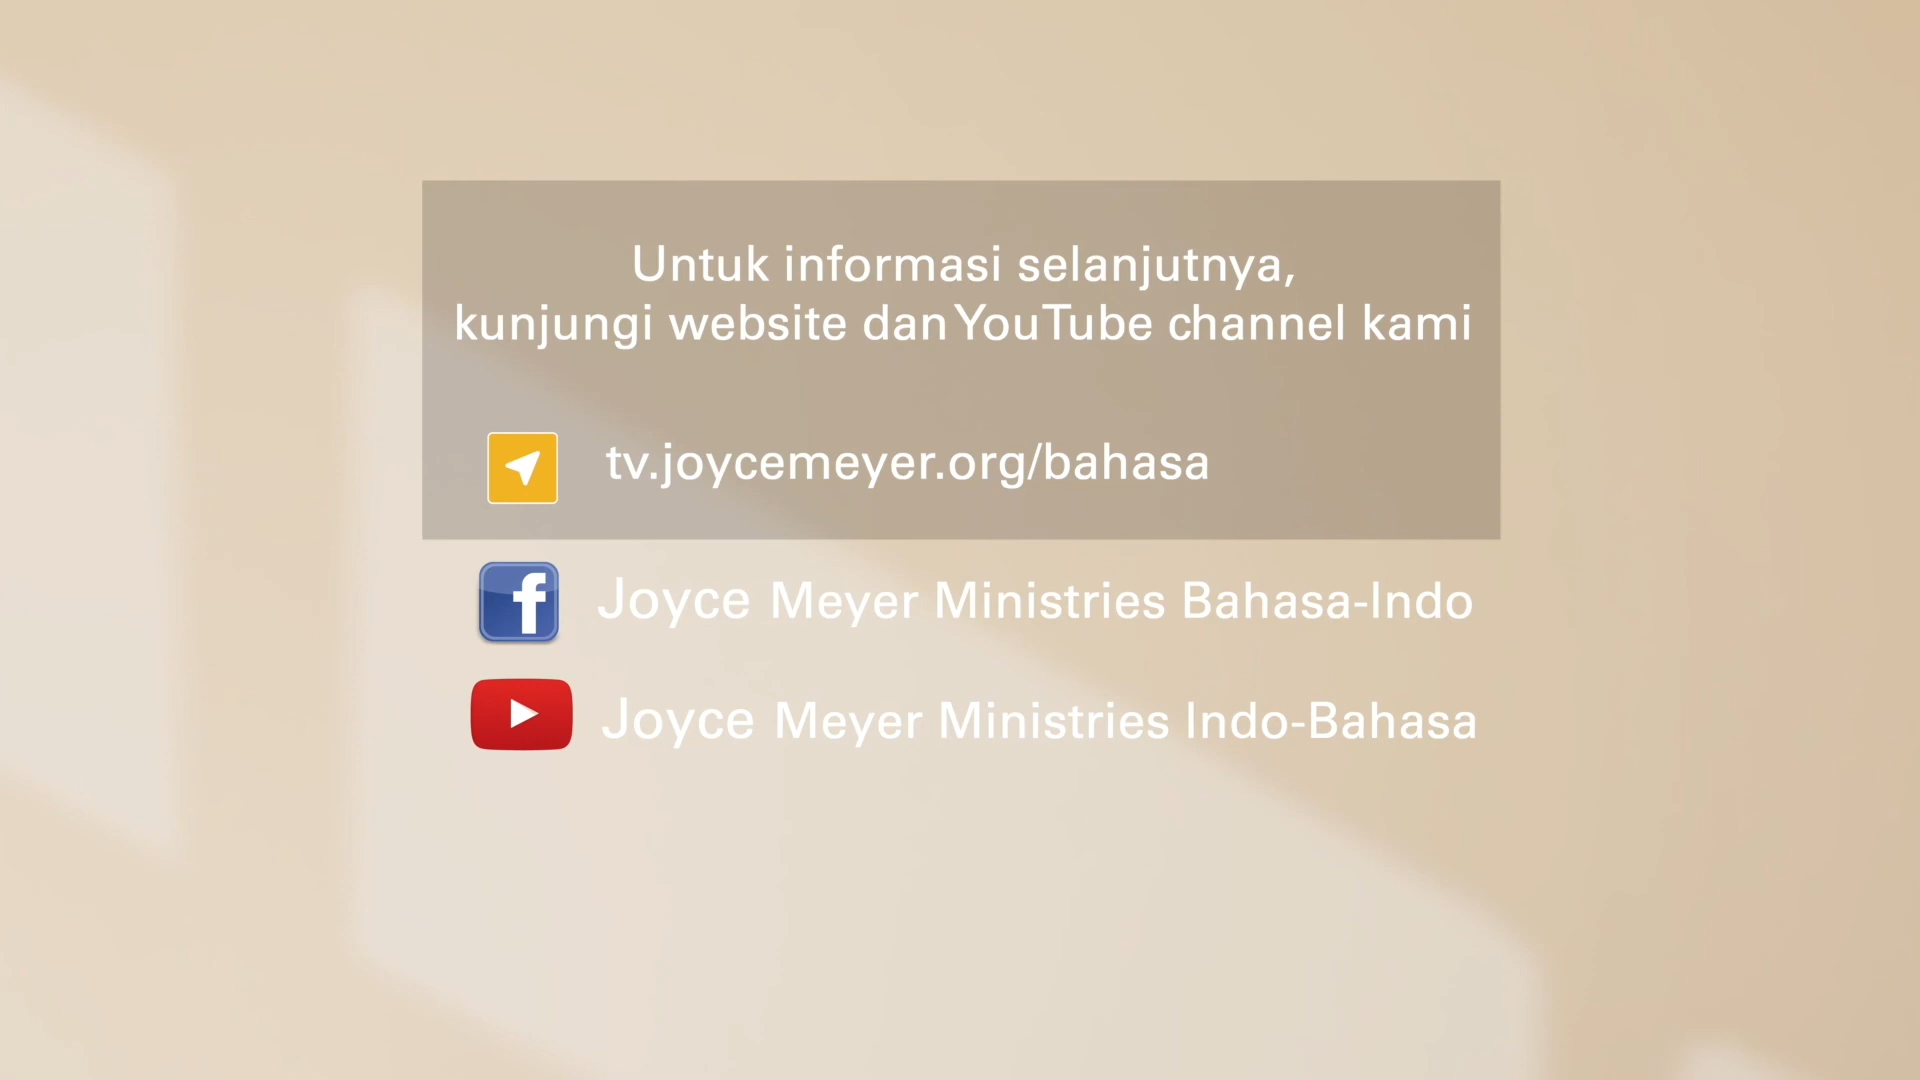 Untuk informasi selanjutnya,
kunjungi website dan YouTube channel kami
tv.joycemeyer.org/bahasa
Joyce Meyer Ministries Bahasa-Indo
Joyce Meyer Ministries Indo-Bahasa